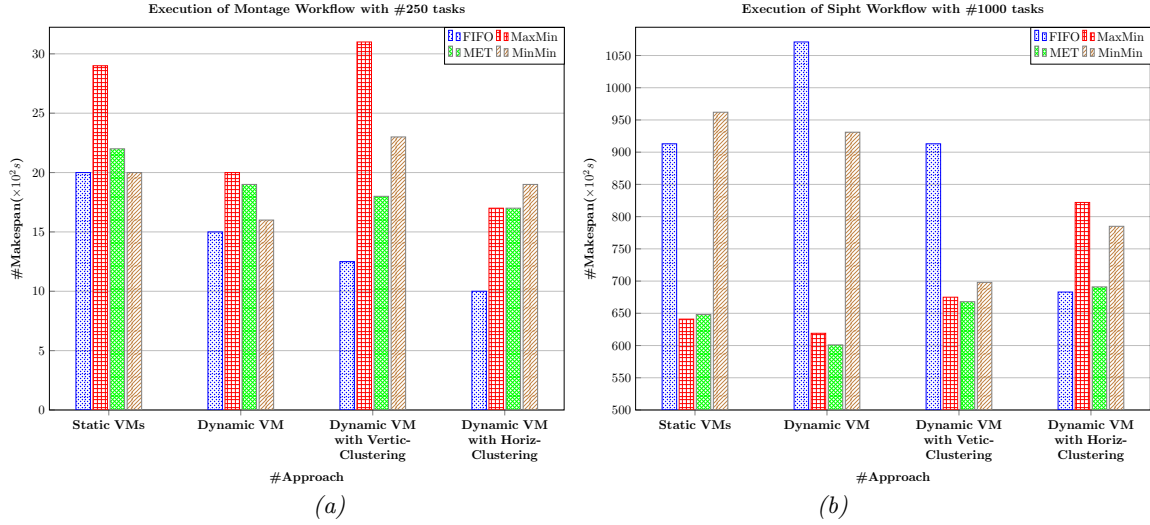 Execution of Montage Workflow with #250 tasks
#Makespan(×10²s)
30
25
20
15
10
5
0
FIFO MaxMin
MET MinMin
Static VMs Dynamic VM Dynamic VM Dynamic VM
with Vertic- with Horiz-
Clustering Clustering
#Approach
(a)
Execution of Sipht Workflow with #1000 tasks
#Makespan(×10²s)
1050
1000
950
900
850
800
750
700
650
600
550
500
FIFO MaxMin
MET MinMin
Static VMs Dynamic VM Dynamic VM Dynamic VM
with Vetic- with Horiz-
Clustering Clustering
#Approach
(b)